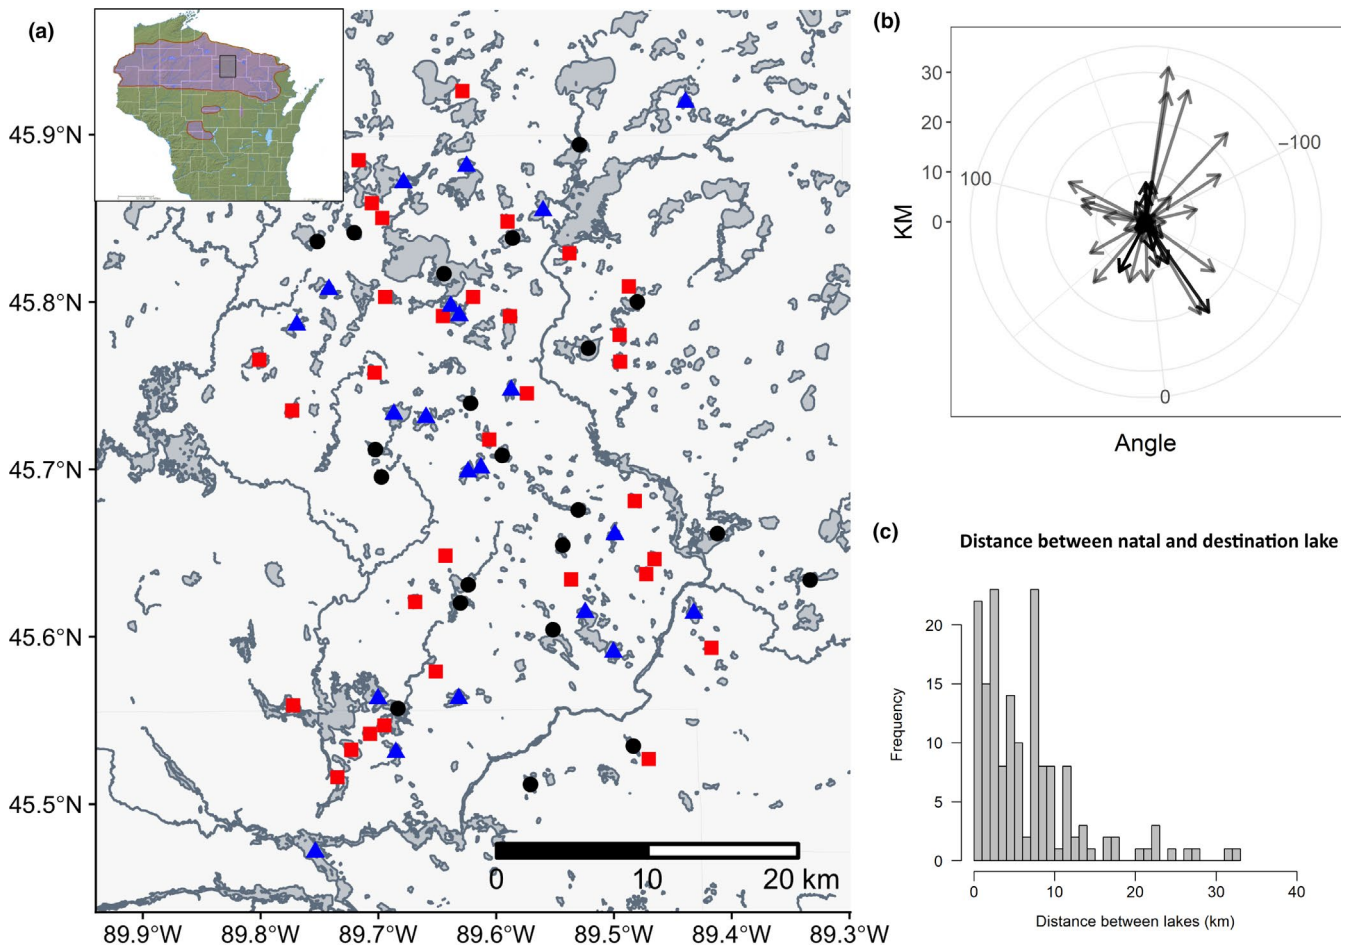 (a)
45.9°N
45.8°N
45.7°N
45.6°N
45.5°N
0 10 20 km
89.9°W 89.8°W 89.7°W 89.6°W 89.5°W 89.4°W 89.3°W
(b)
KM
30
20
10
0
100
−100
0
Angle
(c)
Distance between natal and destination lake
Frequency
20
15
10
5
0
0 10 20 30 40
Distance between lakes (km)